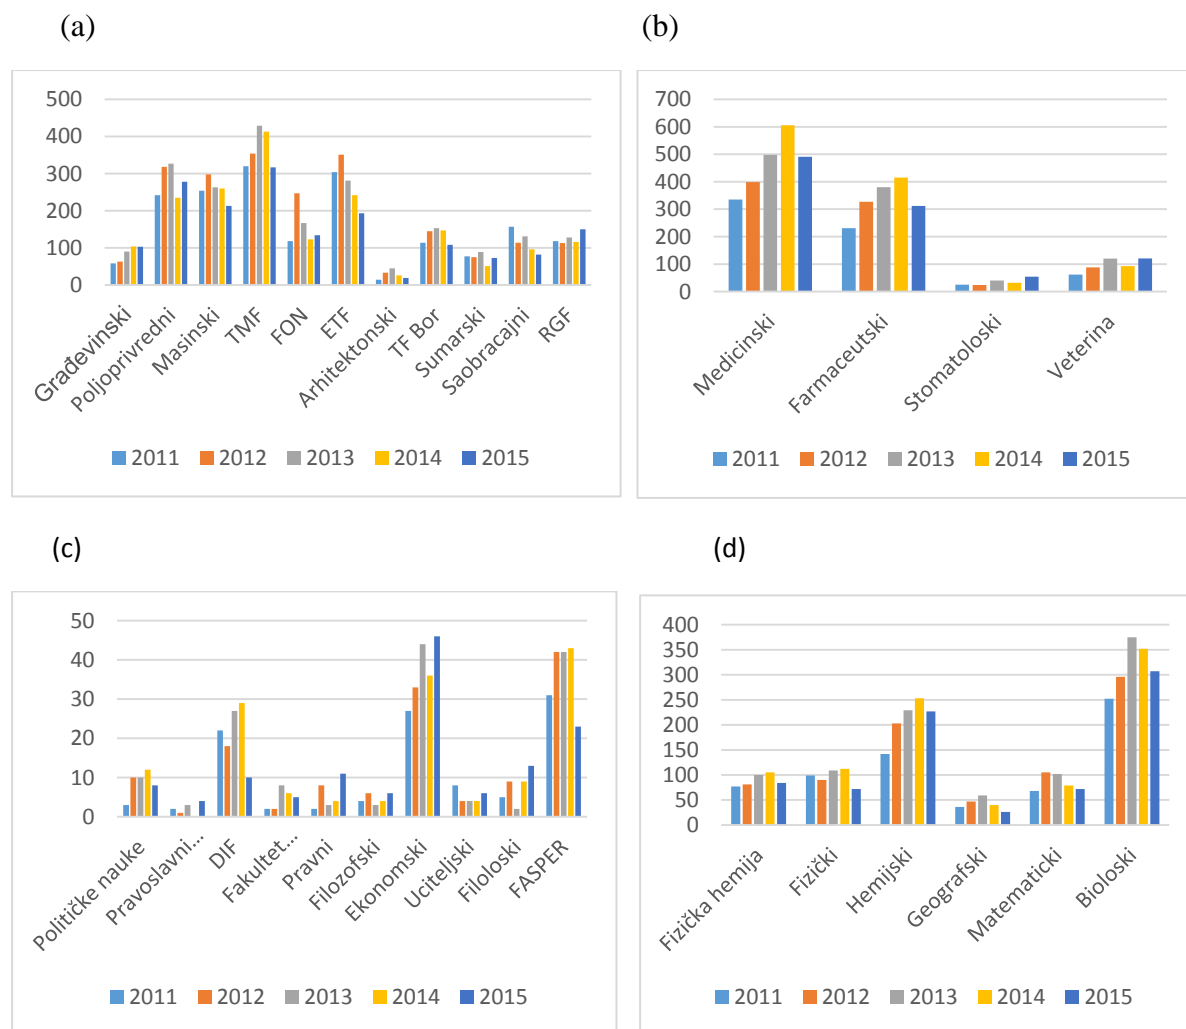 (a)
500
400
300
200
100
0
Građevinski
Poljoprivredni
Masinski
TMF
FON
ETF
Arhitektonski
TF Bor
Sumarski
Saobracajni
RGF
2011 2012 2013 2014 2015
(b)
700
600
500
400
300
200
100
0
Medicinski
Farmaceutski
Stomatoloski
Veterina
2011 2012 2013 2014 2015
(c)
50
40
30
20
10
0
Političke nauke
Pravoslavni…
DIF
Fakultet…
Pravni
Filozofski
Ekonomski
Uciteljski
Filoloski
FASPER
2011 2012 2013 2014 2015
(d)
400
350
300
250
200
150
100
50
0
Fizička hemija
Fizički
Hemijski
Geografski
Matematicki
Bioloski
2011 2012 2013 2014 2015